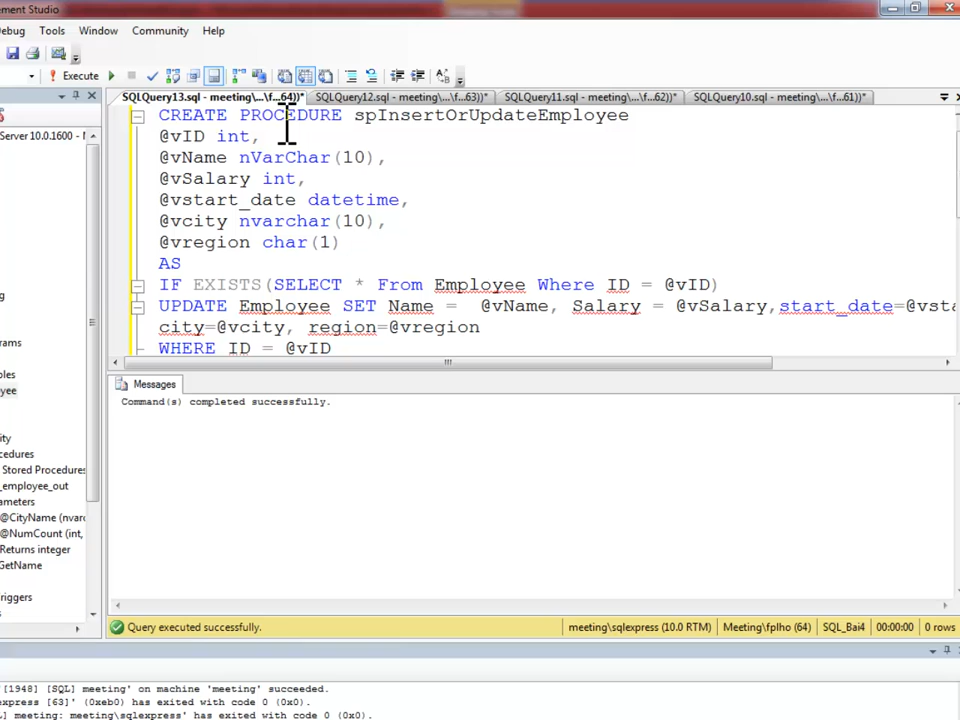 ement Studio
Debug Tools Window Community Help
Execute
SQLQuery13.sql - meeting\...\f...64))* SQLQuery12.sql - meeting\...\f...63))* SQLQuery11.sql - meeting\...\f...62))* SQLQuery10.sql - meeting\...\f...61))*
CREATE PROCEDURE spInsertOrUpdateEmployee
@vID int,
@vName nVarChar(10),
@vSalary int,
@vstart_date datetime,
@vcity nvarchar(10),
@vregion char(1)
AS
IF EXISTS(SELECT * From Employee Where ID = @vID)
UPDATE Employee SET Name = @vName, Salary = @vSalary,start_date=@vsta
city=@vcity, region=@vregion
WHERE ID = @vID
Server 10.0.1600 - M
g
rams
bles
yee
ity
cedures
Stored Procedures
_employee_out
ameters
@CityName (nvarc
@NumCount (int,
Returns integer
GetName
riggers
s
Messages
Command(s) completed successfully.
Query executed successfully. meeting\sqlexpress (10.0 RTM) Meeting\fplho (64) SQL_Bai4 00:00:00 0 rows
'[1948] [SQL] meeting' on machine 'meeting' succeeded.
express [63]' (0xeb0) has exited with code 0 (0x0).
L] meeting: meeting\sqlexpress' has exited with code 0 (0x0).